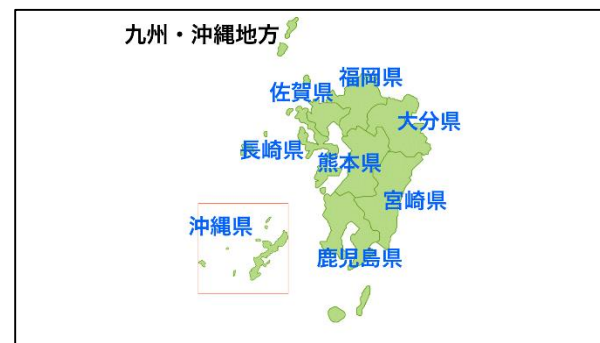 九州・沖縄地方
福岡県
佐賀県
大分県
長崎県
熊本県
宮崎県
沖縄県
鹿児島県